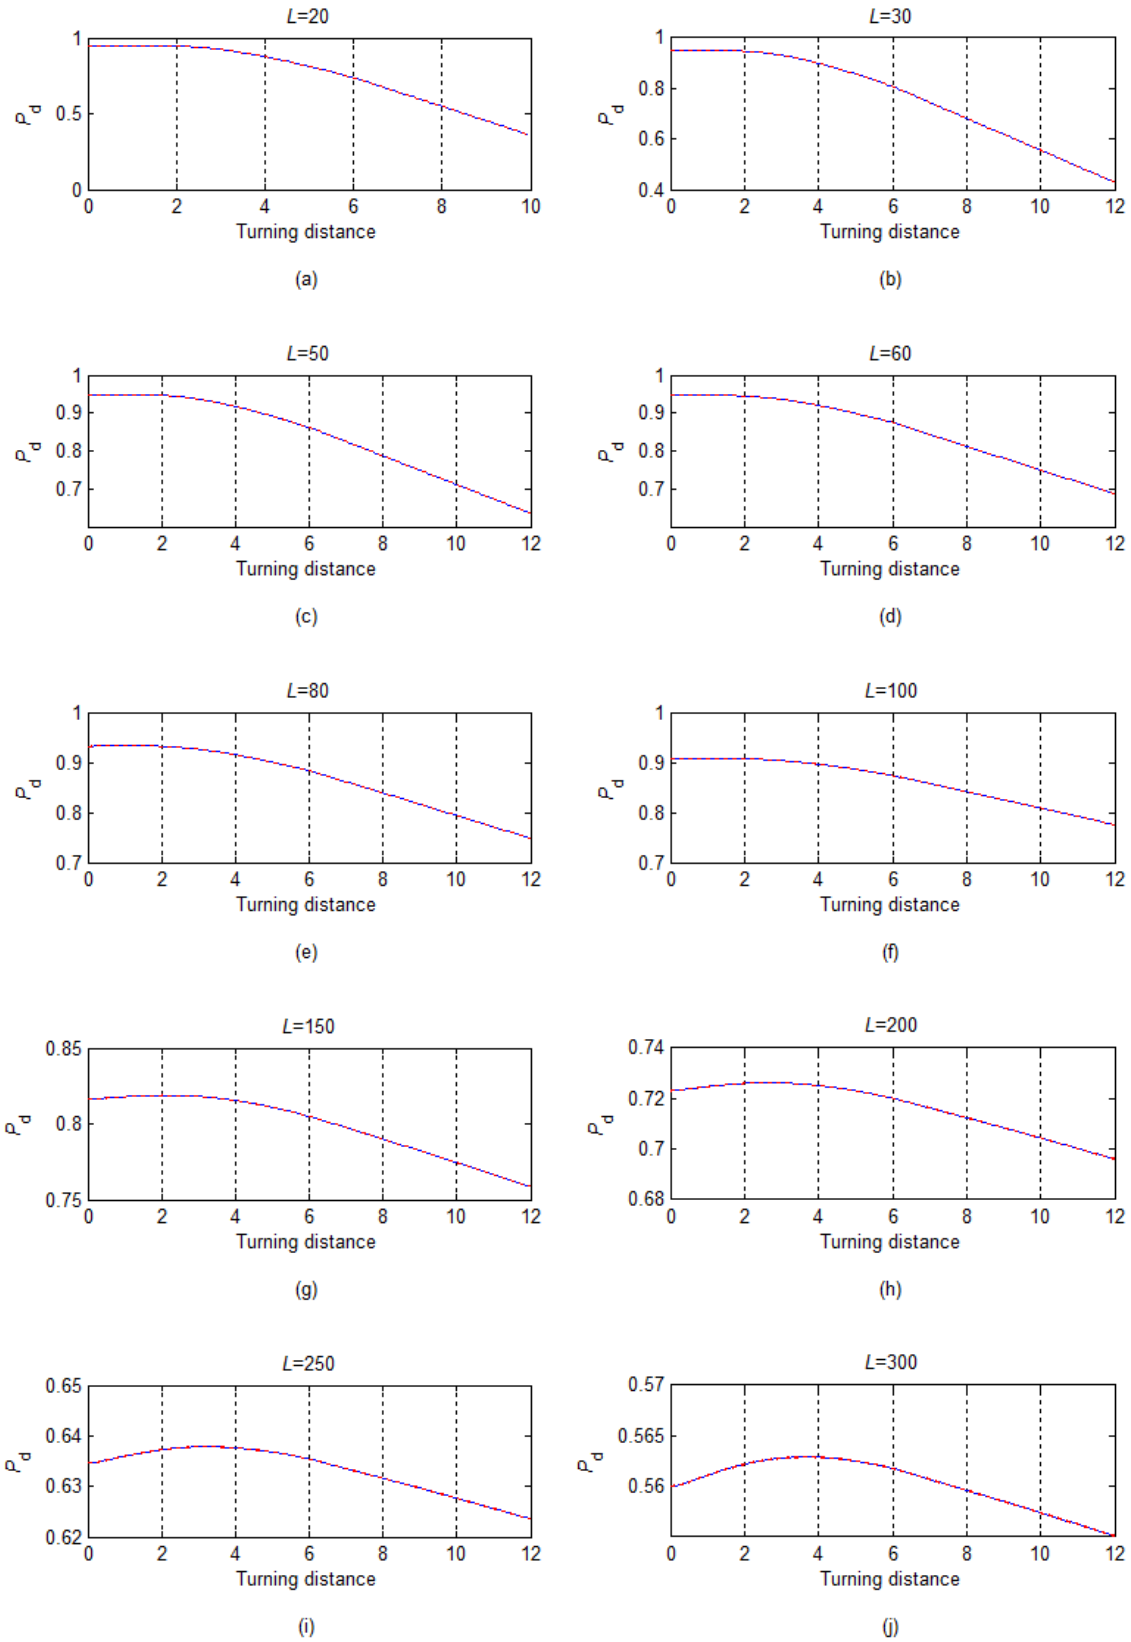 L=20
1
0.5
0
P_d
0 2 4 6 8 10
Turning distance
(a)
L=30
1
0.8
0.6
0.4
P_d
0 2 4 6 8 10 12
Turning distance
(b)
L=50
1
0.9
0.8
0.7
P_d
0 2 4 6 8 10 12
Turning distance
(c)
L=60
1
0.9
0.8
0.7
P_d
0 2 4 6 8 10 12
Turning distance
(d)
L=80
1
0.9
0.8
0.7
P_d
0 2 4 6 8 10 12
Turning distance
(e)
L=100
1
0.9
0.8
0.7
P_d
0 2 4 6 8 10 12
Turning distance
(f)
L=150
0.85
0.8
0.75
P_d
0 2 4 6 8 10 12
Turning distance
(g)
L=200
0.74
0.72
0.7
0.68
P_d
0 2 4 6 8 10 12
Turning distance
(h)
L=250
0.65
0.64
0.63
0.62
P_d
0 2 4 6 8 10 12
Turning distance
(i)
L=300
0.57
0.565
0.56
P_d
0 2 4 6 8 10 12
Turning distance
(j)